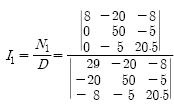 I₁ = N₁/D =
|8 −20 −8|
|0 50 −5|
|0 − 5 20·5|
|29 −20 −8|
|−20 50 −5|
|− 8 −5 20·5|